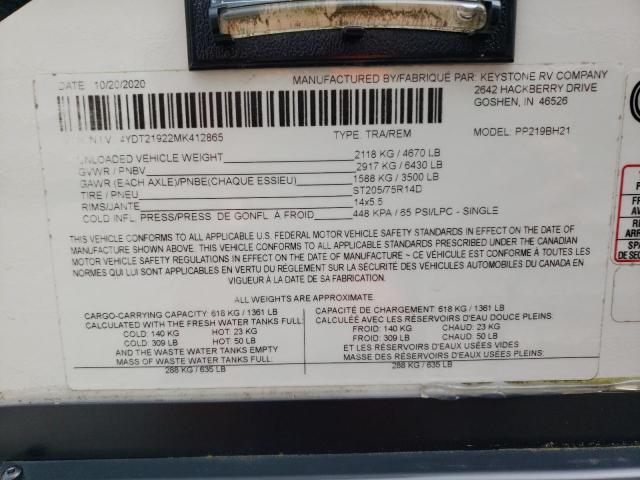 DATE: 10/20/2020
MANUFACTURED BY/FABRIQUÉ PAR: KEYSTONE RV COMPANY
2642 HACKBERRY DRIVE
GOSHEN, IN 46526
4YDT21922MK412865
TYPE: TRA/REM
MODEL: PP219BH21
UNLOADED VEHICLE WEIGHT 2118 KG / 4670 LB
GVWR / PNBV 2917 KG / 6430 LB
GAWR (EACH AXLE)/PNBE(CHAQUE ESSIEU) 1588 KG / 3500 LB
TIRE / PNEU ST205/75R14D
RIMS/JANTE 14x5.5
COLD INFL. PRESS/PRESS DE GONFL À FROID 448 KPA / 65 PSI/LPC - SINGLE
THIS VEHICLE CONFORMS TO ALL APPLICABLE U.S. FEDERAL MOTOR VEHICLE SAFETY STANDARDS IN EFFECT ON THE DATE OF
MANUFACTURE SHOWN ABOVE. THIS VEHICLE CONFORMS TO ALL APPLICABLE STANDARDS PRESCRIBED UNDER THE CANADIAN
MOTOR VEHICLE SAFETY REGULATIONS IN EFFECT ON THE DATE OF MANUFACTURE ~ CE VÉHICULE EST CONFORME À TOUTES LES
NORMES QUI LUI SONT APPLICABLES EN VERTU DU RÈGLEMENT SUR LA SÉCURITÉ DES VÉHICULES AUTOMOBILES DU CANADA EN
VIGUEUR À LA DATE DE SA FABRICATION
ALL WEIGHTS ARE APPROXIMATE.
CARGO-CARRYING CAPACITY 618 KG / 1361 LB
CALCULATED WITH THE FRESH WATER TANKS FULL:
COLD: 140 KG HOT: 23 KG
COLD: 309 LB HOT: 50 LB
AND THE WASTE WATER TANKS EMPTY
MASS OF WASTE WATER TANKS FULL:
288 KG / 635 LB
CAPACITÉ DE CHARGEMENT 618 KG / 1361 LB
CALCULÉE AVEC LES RÉSERVOIRS D'EAU DOUCE PLEINS:
FROID: 140 KG CHAUD: 23 KG
FROID: 309 LB CHAUD: 50 LB
ET LES RÉSERVOIRS D'EAUX USÉES VIDES
MASSE DES RÉSERVOIRS D'EAUX USÉES PLEINS:
288 KG / 635 LB